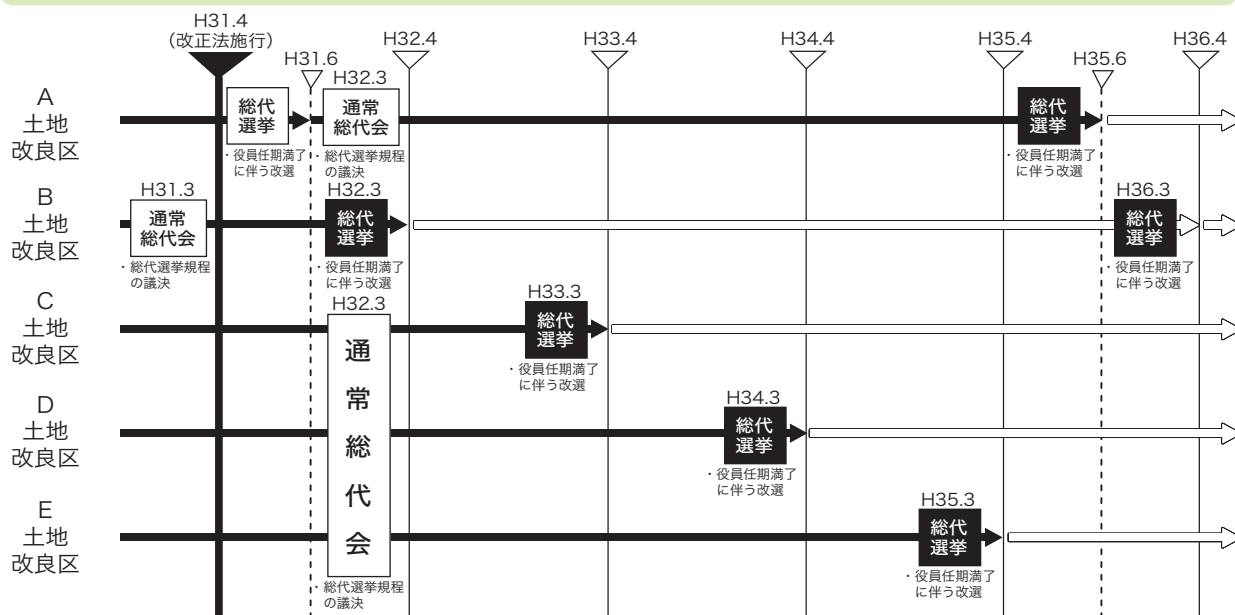 H31.4
(改正法施行)
H31.6
H32.4
H33.4
H34.4
H35.4
H35.6
H36.4
A
土地
改良区
総代
選挙
・役員任期満了
に伴う改選
H32.3
通常
総代会
・総代選挙規程
の議決
総代
選挙
・役員任期満了
に伴う改選
B
土地
改良区
H31.3
通常
総代会
・総代選挙規程
の議決
H32.3
総代
選挙
・役員任期満了
に伴う改選
H36.3
総代
選挙
・役員任期満了
に伴う改選
C
土地
改良区
H32.3
通
常
総
代
会
・総代選挙規程
の議決
H33.3
総代
選挙
・役員任期満了
に伴う改選
D
土地
改良区
H34.3
総代
選挙
・役員任期満了
に伴う改選
E
土地
改良区
H35.3
総代
選挙
・役員任期満了
に伴う改選